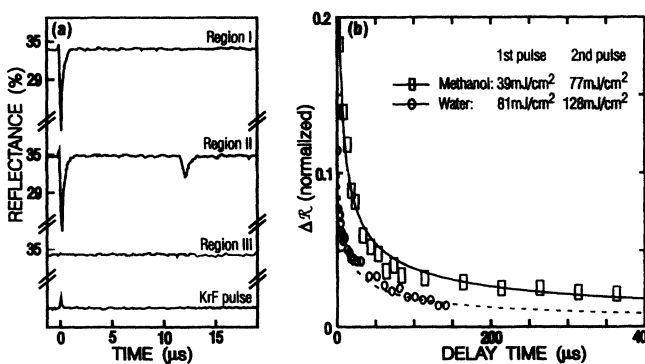 (a)
Region I
35
29
REFLECTANCE (%)
Region II
35
29
Region III
35
KrF pulse
0
5
10
15
TIME (µs)
(b)
0.2
0.1
0
ΔR (normalized)
1st pulse 2nd pulse
Methanol: 39mJ/cm² 77mJ/cm²
Water: 81mJ/cm² 128mJ/cm²
0
200
400
DELAY TIME (µs)